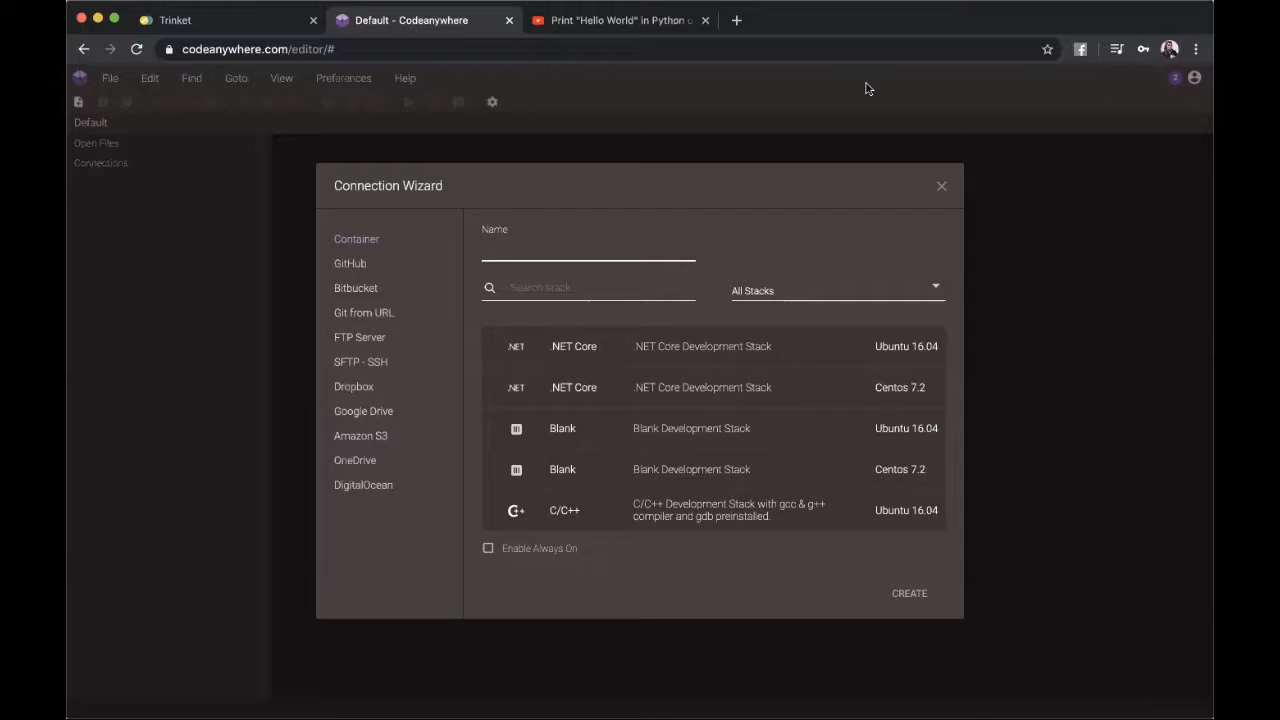 Trinket
Default - Codeanywhere
Print "Hello World" in Python
codeanywhere.com/editor/#
File Edit Find Goto View Preferences Help
2
Default
Open Files
Connections
Connection Wizard
Container
GitHub
Bitbucket
Git from URL
FTP Server
SFTP - SSH
Dropbox
Google Drive
Amazon S3
OneDrive
DigitalOcean
Name
Search stack...
All Stacks
.NET .NET Core .NET Core Development Stack Ubuntu 16.04
.NET .NET Core .NET Core Development Stack Centos 7.2
Blank Blank Development Stack Ubuntu 16.04
Blank Blank Development Stack Centos 7.2
C/C++ C/C++ Development Stack with gcc & g++
compiler and gdb preinstalled. Ubuntu 16.04
Enable Always On
CREATE